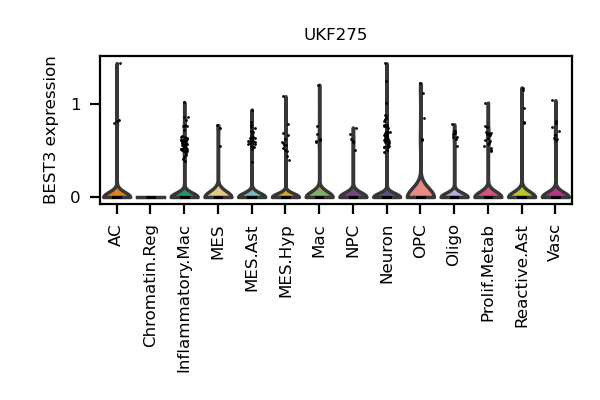 UKF275
BEST3 expression
1
0
AC
Chromatin.Reg
Inflammatory.Mac
MES
MES.Ast
MES.Hyp
Mac
NPC
Neuron
OPC
Oligo
Prolif.Metab
Reactive.Ast
Vasc